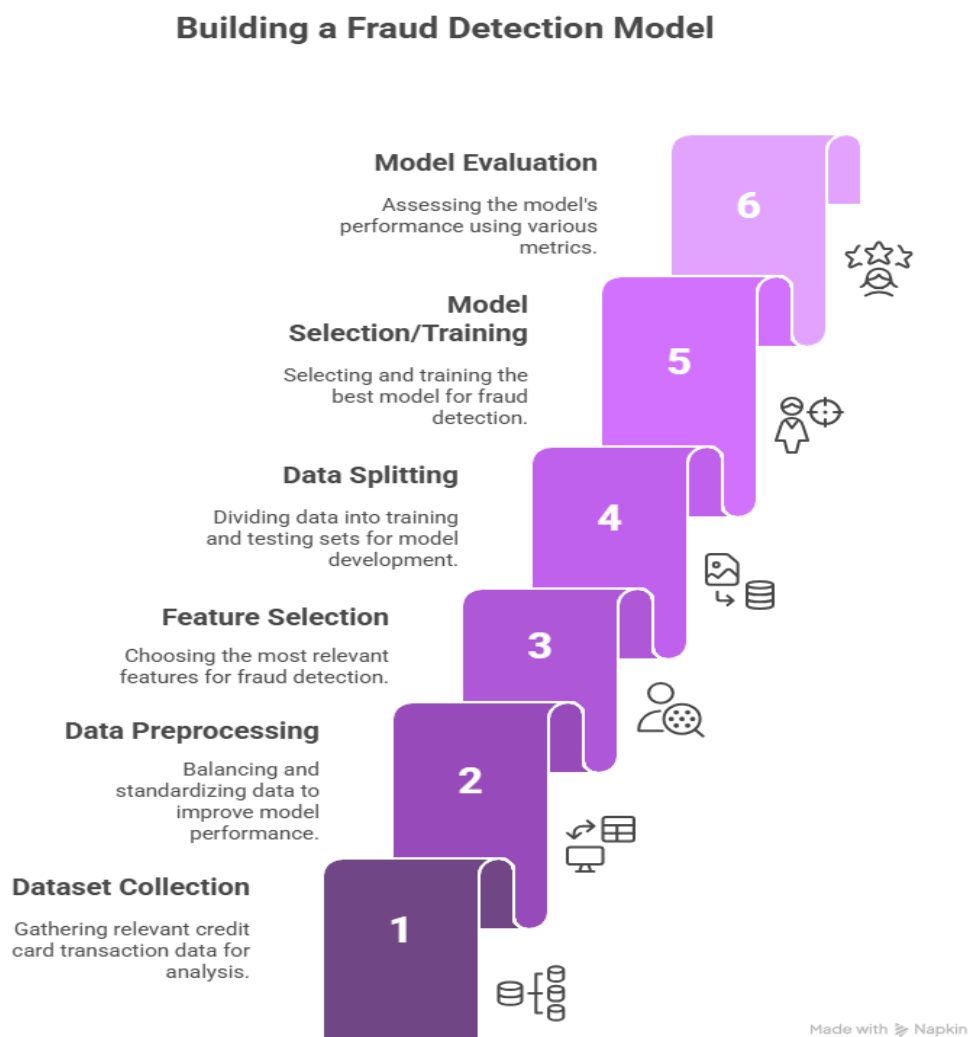 Building a Fraud Detection Model
Model Evaluation
Assessing the model's
performance using various
metrics.
6
Model
Selection/Training
Selecting and training the
best model for fraud
detection.
5
Data Splitting
Dividing data into training
and testing sets for model
development.
4
Feature Selection
Choosing the most relevant
features for fraud detection.
3
Data Preprocessing
Balancing and
standardizing data to
improve model
performance.
2
Dataset Collection
Gathering relevant credit
card transaction data for
analysis.
1
Made with Napkin